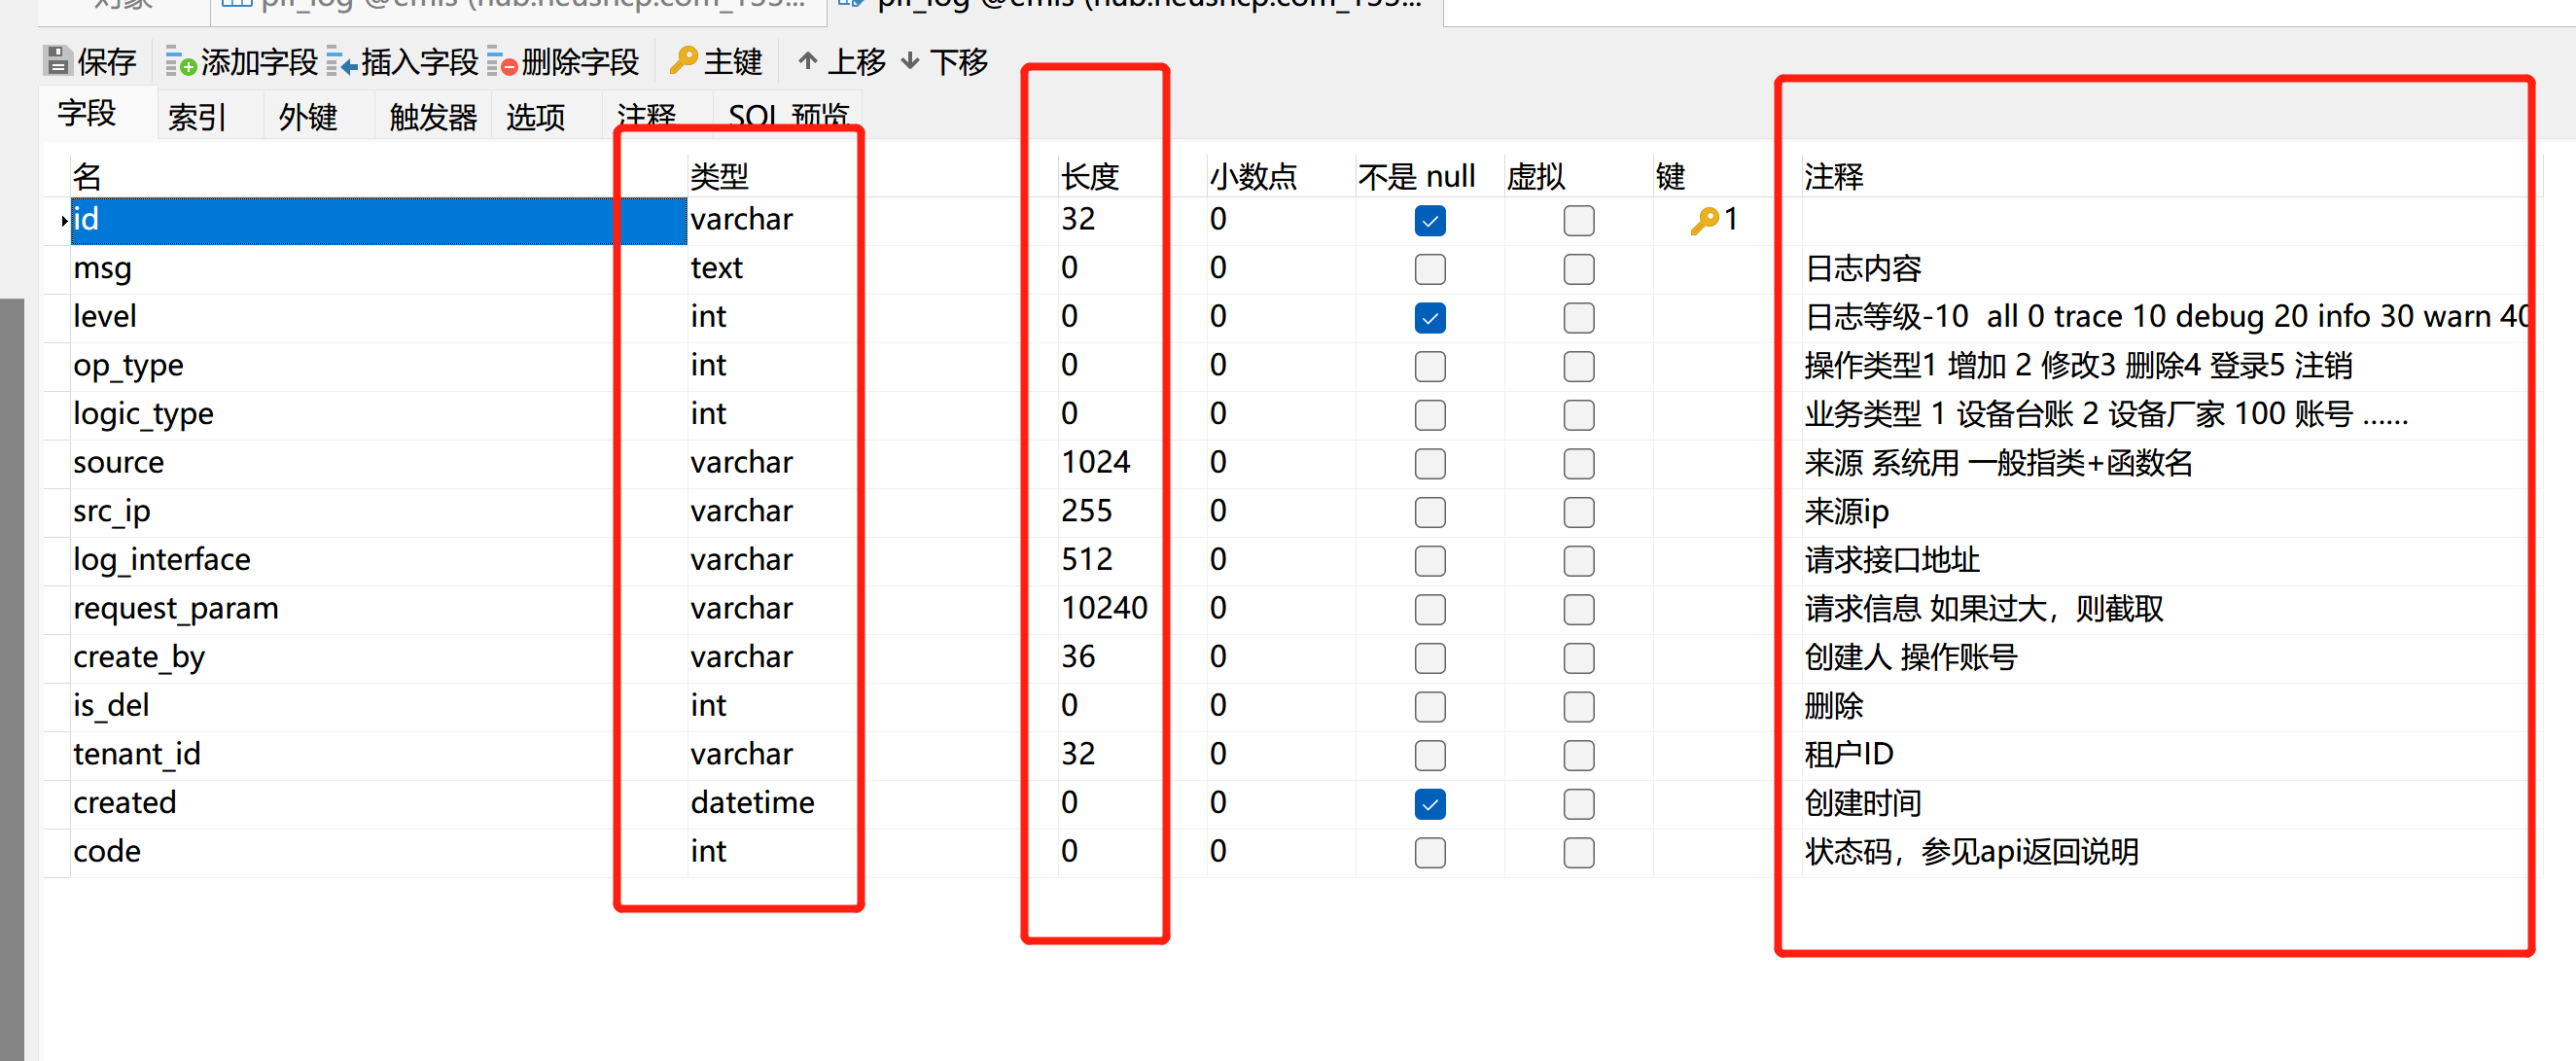 对象
plf_log @emis (hub.neushcp.com_155...
plf_log @emis (hub.neushcp.com_155...
保存 添加字段 插入字段 删除字段 主键 上移 下移
字段 索引 外键 触发器 选项 注释 SQL 预览
名 类型 长度 小数点 不是 null 虚拟 键 注释
id varchar 32 0 1
msg text 0 0 日志内容
level int 0 0 日志等级-10 all 0 trace 10 debug 20 info 30 warn 40
op_type int 0 0 操作类型1 增加 2 修改3 删除4 登录5 注销
logic_type int 0 0 业务类型 1 设备台账 2 设备厂家 100 账号 ......
source varchar 1024 0 来源 系统用 一般指类+函数名
src_ip varchar 255 0 来源ip
log_interface varchar 512 0 请求接口地址
request_param varchar 10240 0 请求信息 如果过大，则截取
create_by varchar 36 0 创建人 操作账号
is_del int 0 0 删除
tenant_id varchar 32 0 租户ID
created datetime 0 0 创建时间
code int 0 0 状态码，参见api返回说明